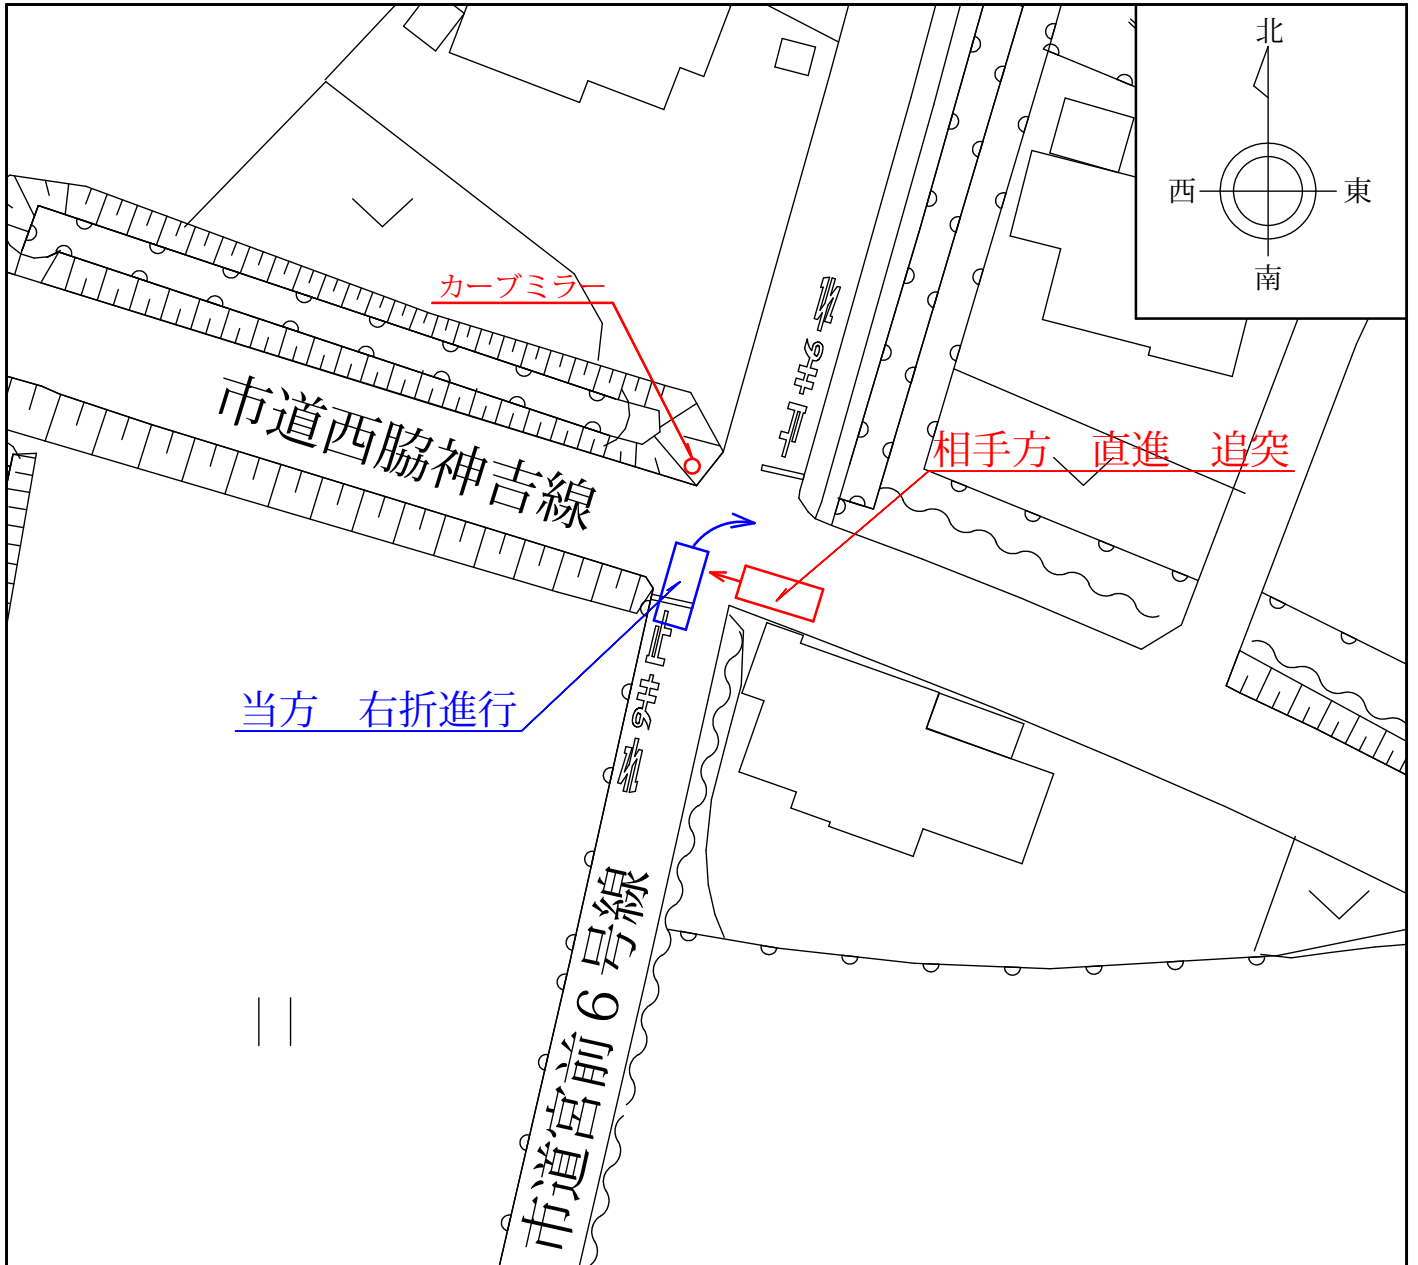 北
西
東
南
カーブミラー
止まれ
市道西脇神吉線
相手方 直進 追突
当方 右折進行
止まれ
市道宮前6号線